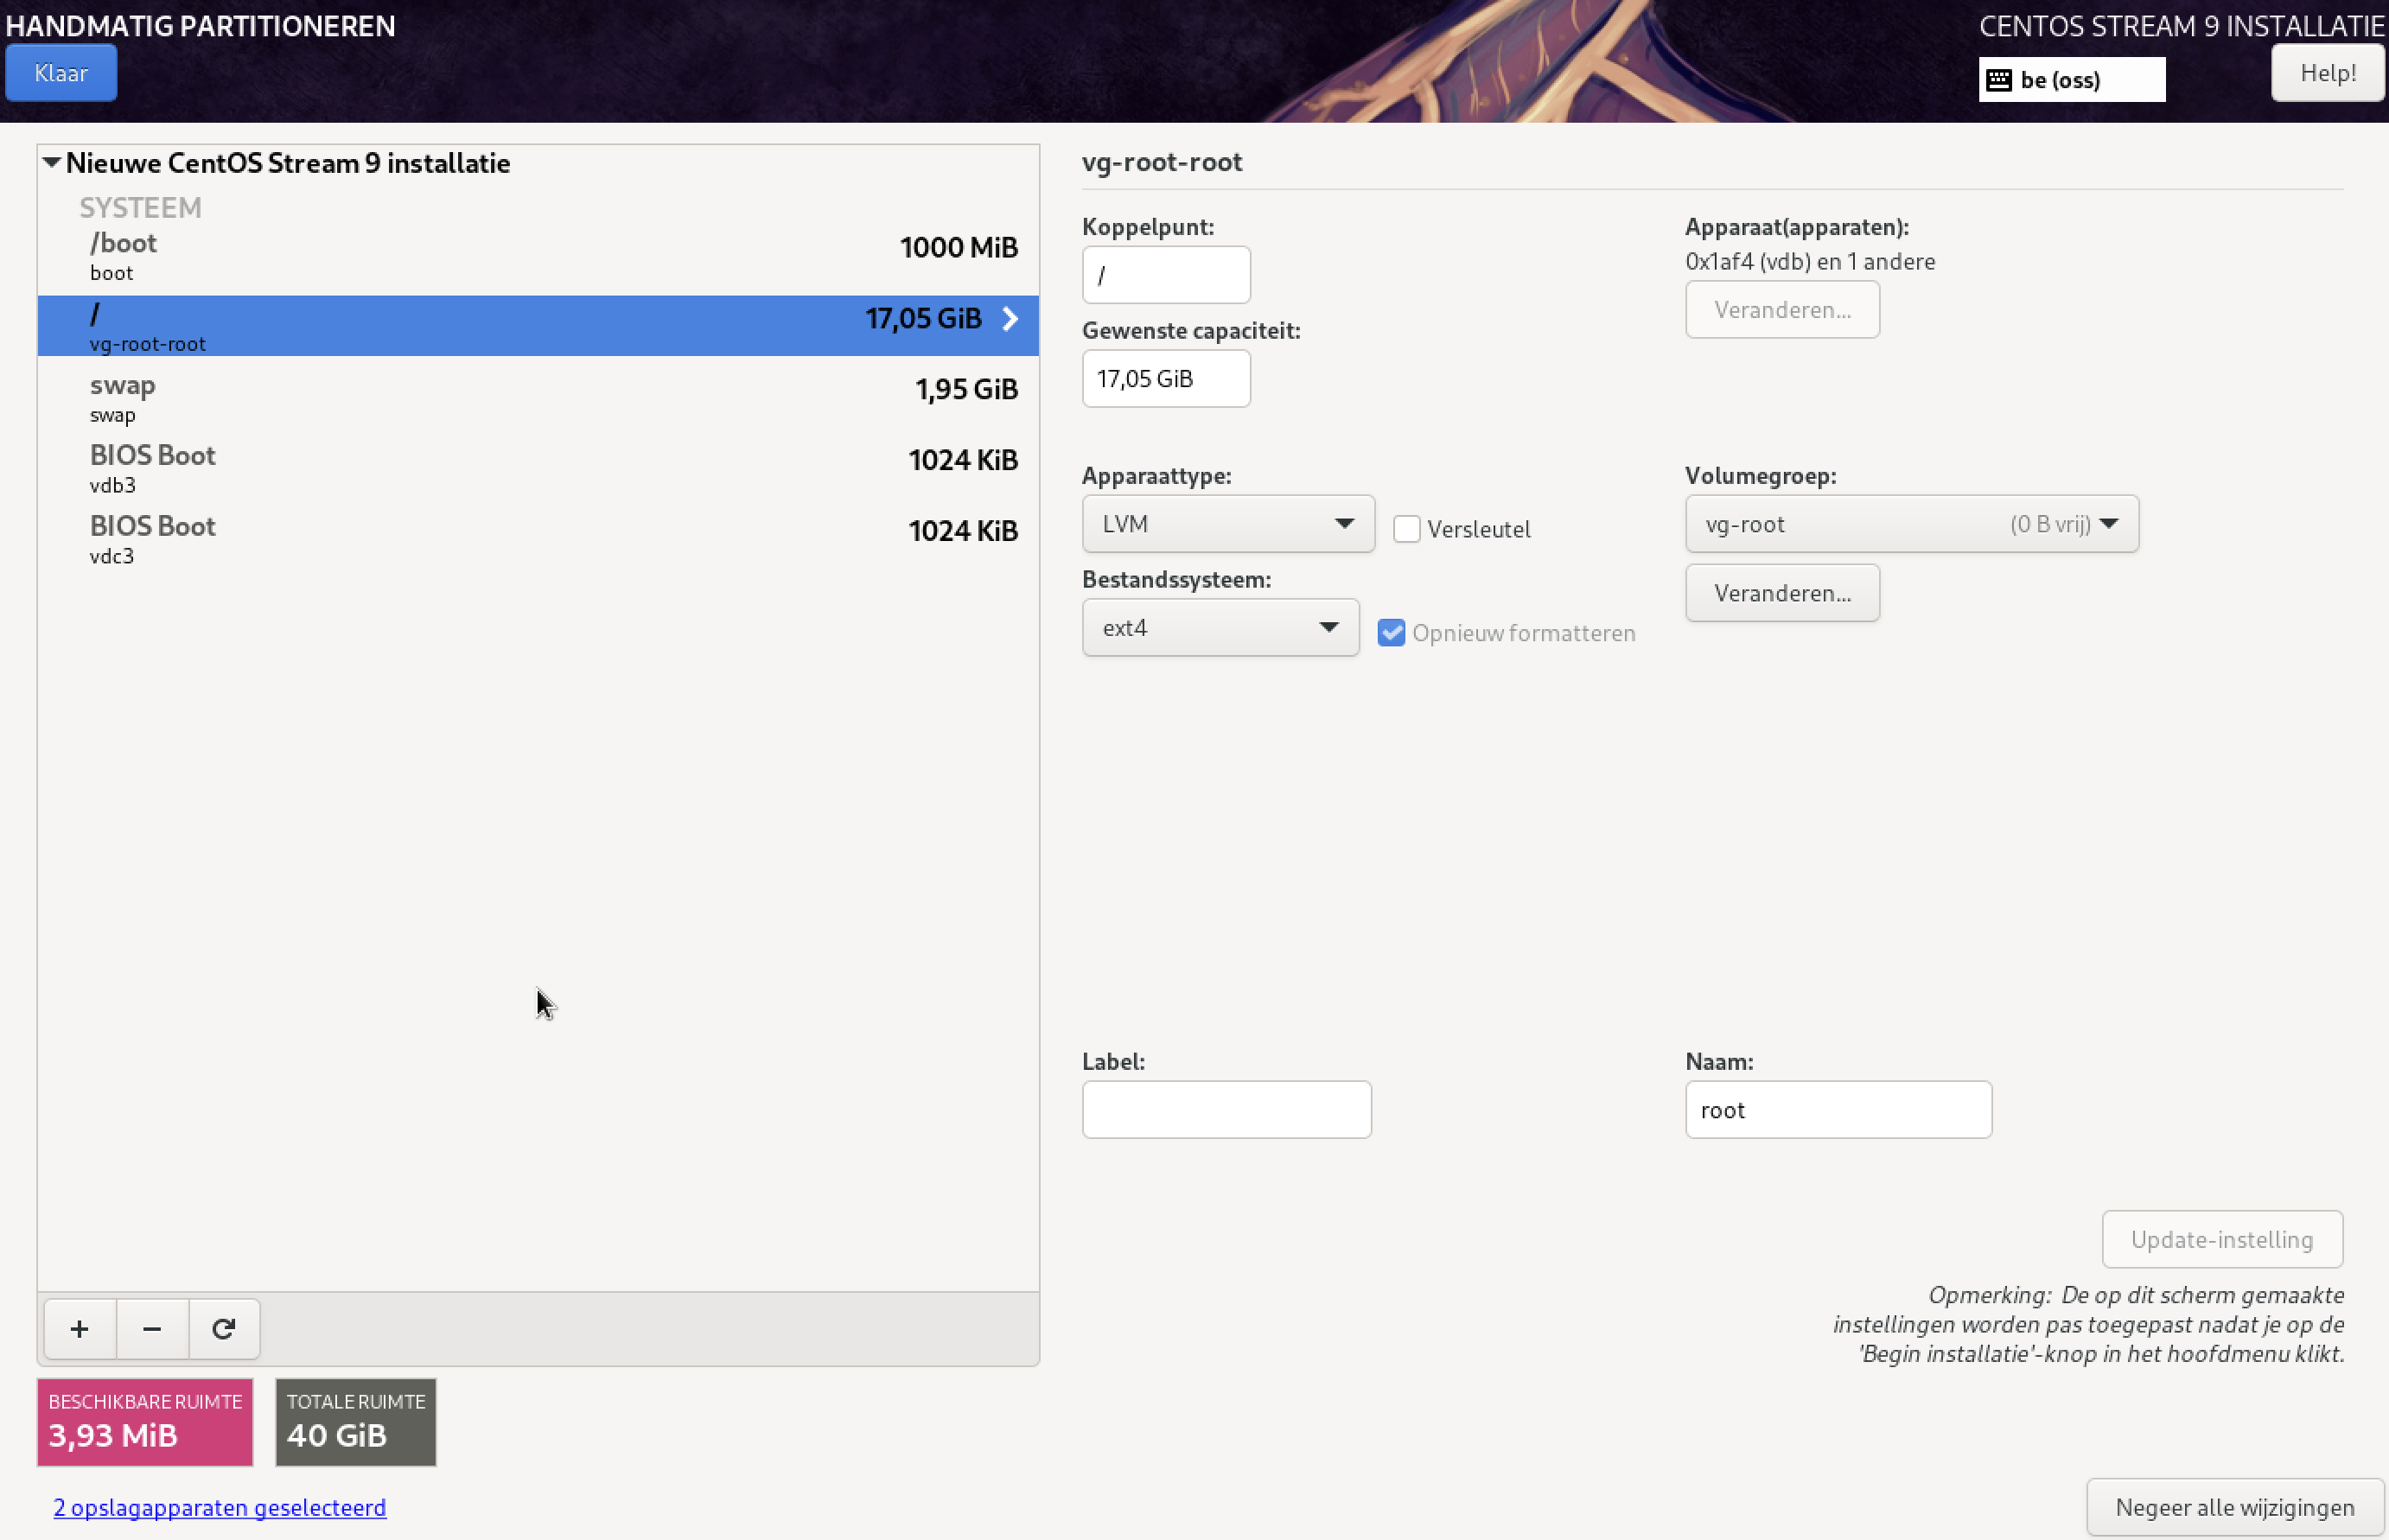 HANDMATIG PARTITIONEREN
CENTOS STREAM 9 INSTALLATIE
Klaar
be (oss)
Help!
Nieuwe CentOS Stream 9 installatie
SYSTEEM
/boot
1000 MiB
boot
/
17,05 GiB
vg-root-root
swap
1,95 GiB
swap
BIOS Boot
1024 KiB
vdb3
BIOS Boot
1024 KiB
vdc3
vg-root-root
Koppelpunt:
/
Gewenste capaciteit:
17,05 GiB
Apparaat(apparaten):
0x1af4 (vdb) en 1 andere
Veranderen...
Apparaattype:
LVM
Versleutel
Volumegroep:
vg-root (0 B vrij)
Veranderen...
Bestandssysteem:
ext4
Opnieuw formatteren
Label:
Naam:
root
Update-instelling
Opmerking: De op dit scherm gemaakte
instellingen worden pas toegepast nadat je op de
'Begin installatie'-knop in het hoofdmenu klikt.
BESCHIKBARE RUIMTE
3,93 MiB
TOTALE RUIMTE
40 GiB
2 opslagapparaten geselecteerd
Negeer alle wijzigingen